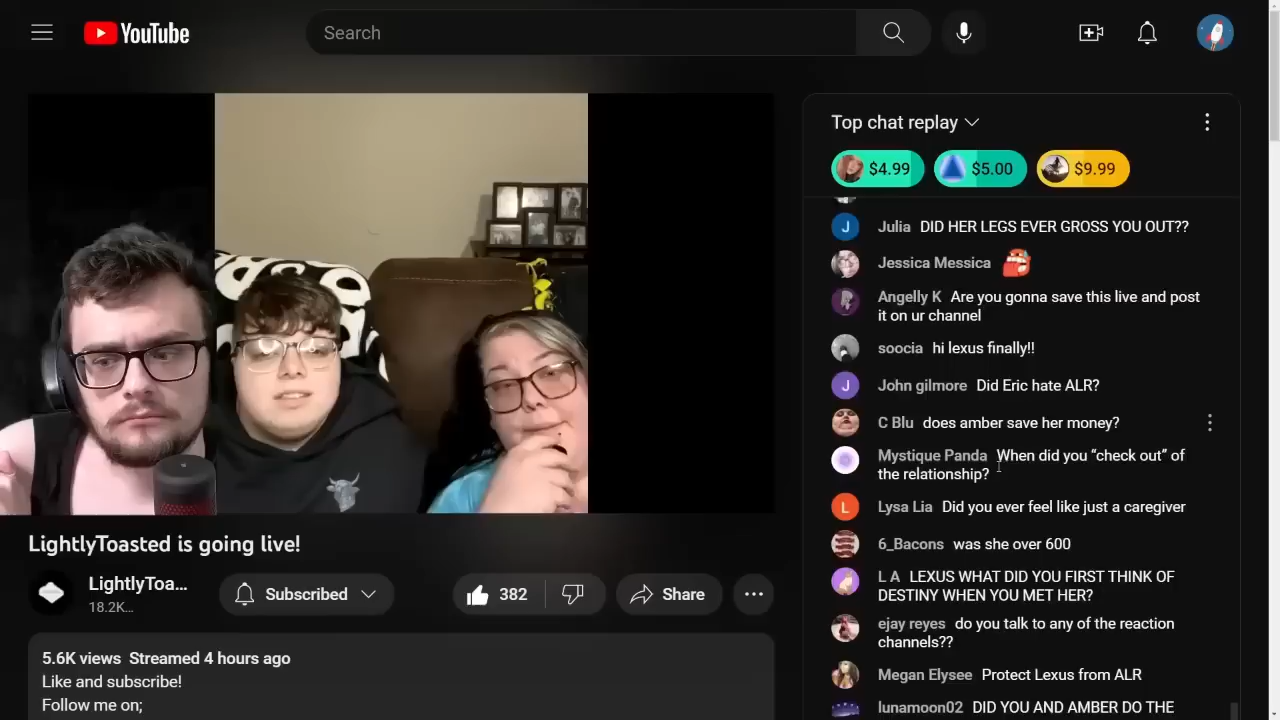 YouTube
Search
Top chat replay
$4.99 $5.00 $9.99
J Julia DID HER LEGS EVER GROSS YOU OUT??
Jessica Messica
Angelly K Are you gonna save this live and post
it on ur channel
soocia hi lexus finally!!
J John gilmore Did Eric hate ALR?
C Blu does amber save her money?
Mystique Panda When did you “check out” of
the relationship?
L Lysa Lia Did you ever feel like just a caregiver
6_Bacons was she over 600
L A LEXUS WHAT DID YOU FIRST THINK OF
DESTINY WHEN YOU MET HER?
ejay reyes do you talk to any of the reaction
channels??
Megan Elysee Protect Lexus from ALR
lunamoon02 DID YOU AND AMBER DO THE
LightlyToasted is going live!
LightlyToa...
18.2K...
Subscribed
382
Share
5.6K views Streamed 4 hours ago
Like and subscribe!
Follow me on;